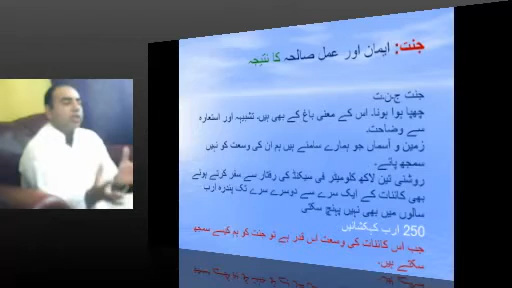 جنت: ایمان اور عمل صالحہ کا نتیجہ
جنت ج.ن.ت
چھپا ہوا ہونا۔ اس کے معنی باغ کے بھی ہیں۔ تشبیہہ اور استعارہ
سے وضاحت۔
زمین و آسماں جو ہمارے سامنے ہیں ہم ان کی وسعت کو نہیں
سمجھ پاتے۔
روشنی تین لاکھ کلومیٹر فی سیکنڈ کی رفتار سے سفر کرتے ہوئے
بھی کائنات کے ایک سرے سے دوسرے سرے تک پندرہ ارب
سالوں میں بھی نہیں پہنچ سکتی
250 ارب کہکشائیں
جب اس کائنات کی وسعت اس قدر ہے تو جنت کو ہم کیسے سمجھ
سکتے ہیں۔